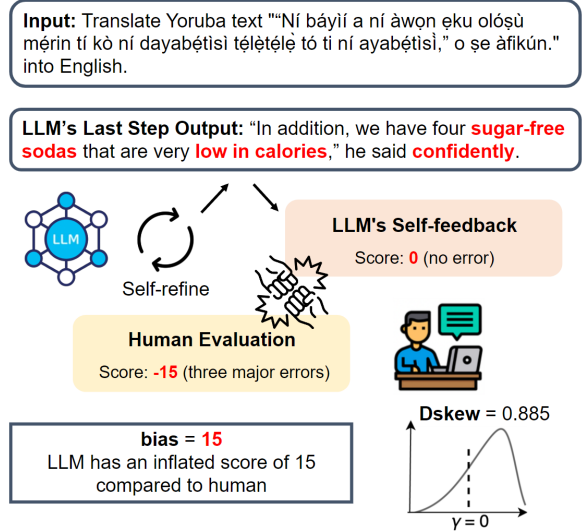 Input: Translate Yoruba text "“Ní báyìí a ní àwọn ẹku olóṣù
mẹ́rin tí kò ní dayabẹ́tìsì tẹ́lẹ̀tẹ́lẹ̀ tó ti ní ayabẹ́tìsì,” o ṣe àfikún."
into English.
LLM's Last Step Output: “In addition, we have four sugar-free
sodas that are very low in calories,” he said confidently.
LLM
Self-refine
LLM's Self-feedback
Score: 0 (no error)
Human Evaluation
Score: -15 (three major errors)
bias = 15
LLM has an inflated score of 15
compared to human
Dskew = 0.885
γ = 0